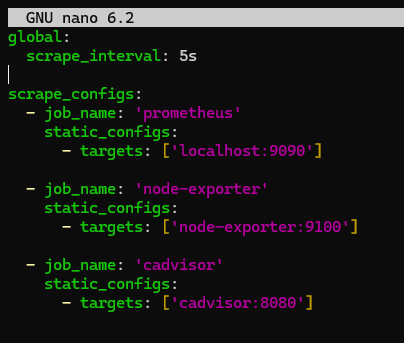 GNU nano 6.2
global:
  scrape_interval: 5s

scrape_configs:
  - job_name: 'prometheus'
    static_configs:
      - targets: ['localhost:9090']

  - job_name: 'node-exporter'
    static_configs:
      - targets: ['node-exporter:9100']

  - job_name: 'cadvisor'
    static_configs:
      - targets: ['cadvisor:8080']